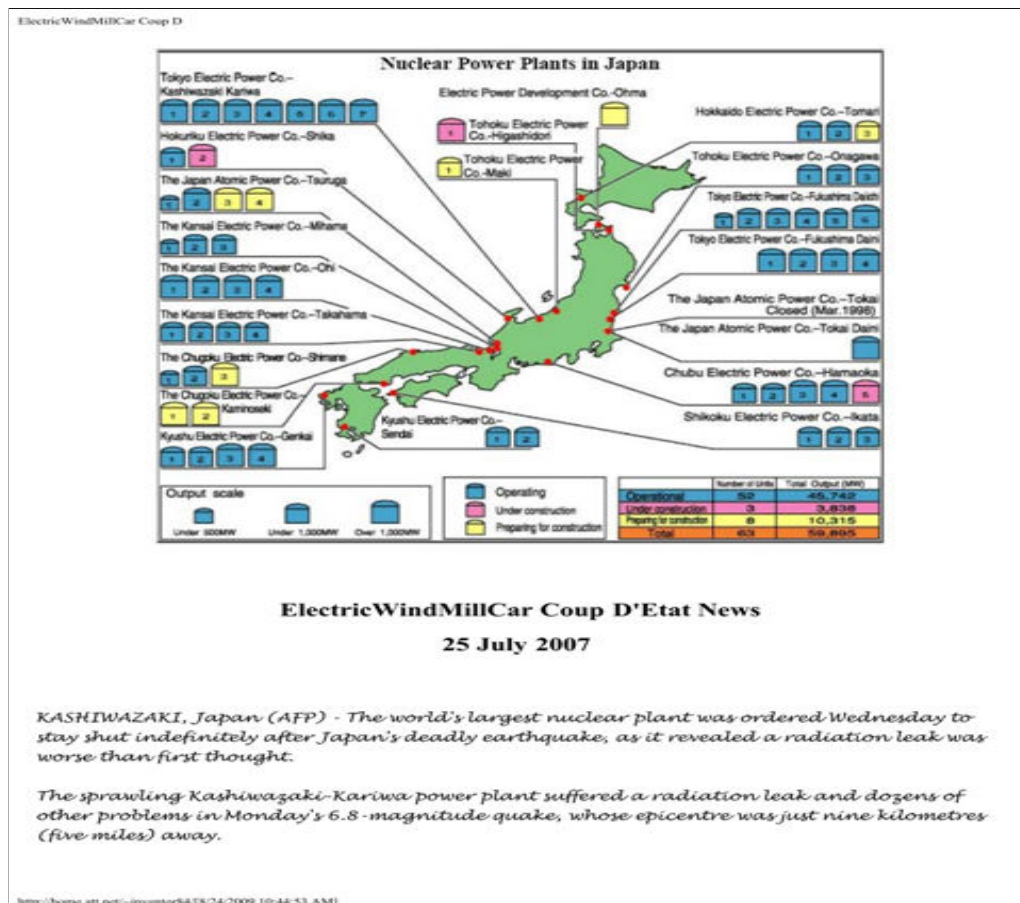 ElectricWindMillCar Coup D
Nuclear Power Plants in Japan
Tokyo Electric Power Co.–
Kashiwazaki Kariwa
1 2 3 4 5 6 7
Hokuriku Electric Power Co.–Shika
1 2
The Japan Atomic Power Co.–Tsuruga
1 2 3 4
The Kansai Electric Power Co.–Mihama
1 2 3
The Kansai Electric Power Co.–Ohi
1 2 3 4
The Kansai Electric Power Co.–Takahama
1 2 3 4
The Chugoku Electric Power Co.–Shimane
1 2 3
The Chugoku Electric Power Co.–
Kaminoseki
1 2
Kyushu Electric Power Co.–Genkai
1 2 3 4
Electric Power Development Co.–Ohma
Tohoku Electric Power
Co.–Higashidori
1
Tohoku Electric Power
Co.–Maki
1
Kyushu Electric Power Co.–
Sendai
1 2
Hokkaido Electric Power Co.–Tomari
1 2 3
Tohoku Electric Power Co.–Onagawa
1 2 3
Tokyo Electric Power Co.–Fukushima Daiichi
1 2 3 4 5 6
Tokyo Electric Power Co.–Fukushima Daini
1 2 3 4
The Japan Atomic Power Co.–Tokai
Closed (Mar.1998)
The Japan Atomic Power Co.–Tokai Daini
Chubu Electric Power Co.–Hamaoka
1 2 3 4 5
Shikoku Electric Power Co.–Ikata
1 2 3
Output scale
Under 500MW Under 1,000MW Over 1,000MW
Operating
Under construction
Preparing for construction
Number of Units Total Output (MW)
Operational 52 45,742
Under construction 3 3,838
Preparing for construction 8 10,315
Total 63 59,895
ElectricWindMillCar Coup D'Etat News
25 July 2007
KASHIWAZAKI, Japan (AFP) - The world's largest nuclear plant was ordered Wednesday to
stay shut indefinitely after Japan's deadly earthquake, as it revealed a radiation leak was
worse than first thought.
The sprawling Kashiwazaki-Kariwa power plant suffered a radiation leak and dozens of
other problems in Monday's 6.8-magnitude quake, whose epicentre was just nine kilometres
(five miles) away.